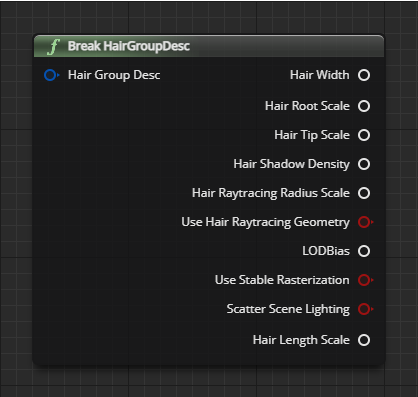 Break HairGroupDesc
Hair Group Desc
Hair Width
Hair Root Scale
Hair Tip Scale
Hair Shadow Density
Hair Raytracing Radius Scale
Use Hair Raytracing Geometry
LODBias
Use Stable Rasterization
Scatter Scene Lighting
Hair Length Scale